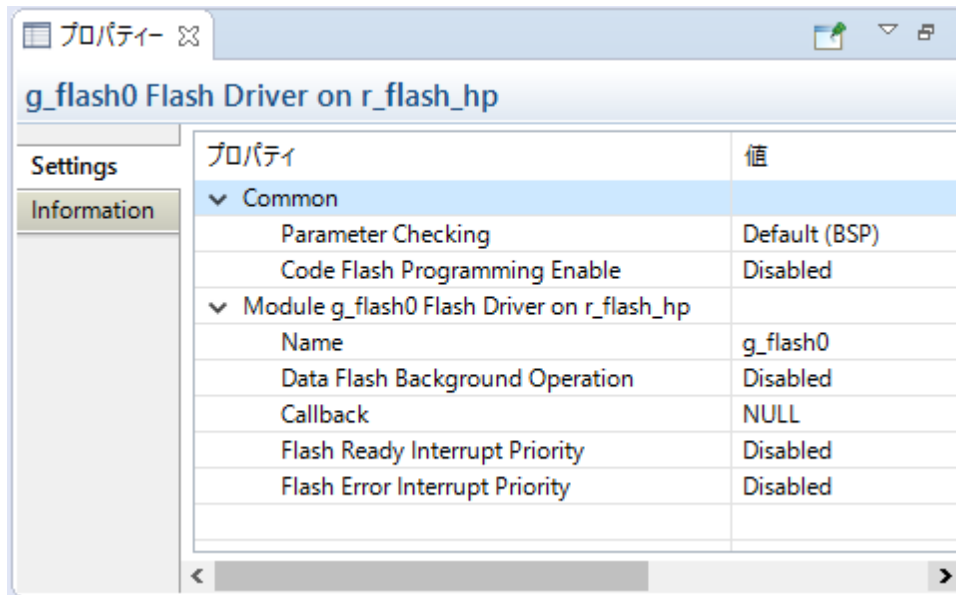 プロパティー
g_flash0 Flash Driver on r_flash_hp
Settings
Information
プロパティ 値
Common
Parameter Checking Default (BSP)
Code Flash Programming Enable Disabled
Module g_flash0 Flash Driver on r_flash_hp
Name g_flash0
Data Flash Background Operation Disabled
Callback NULL
Flash Ready Interrupt Priority Disabled
Flash Error Interrupt Priority Disabled